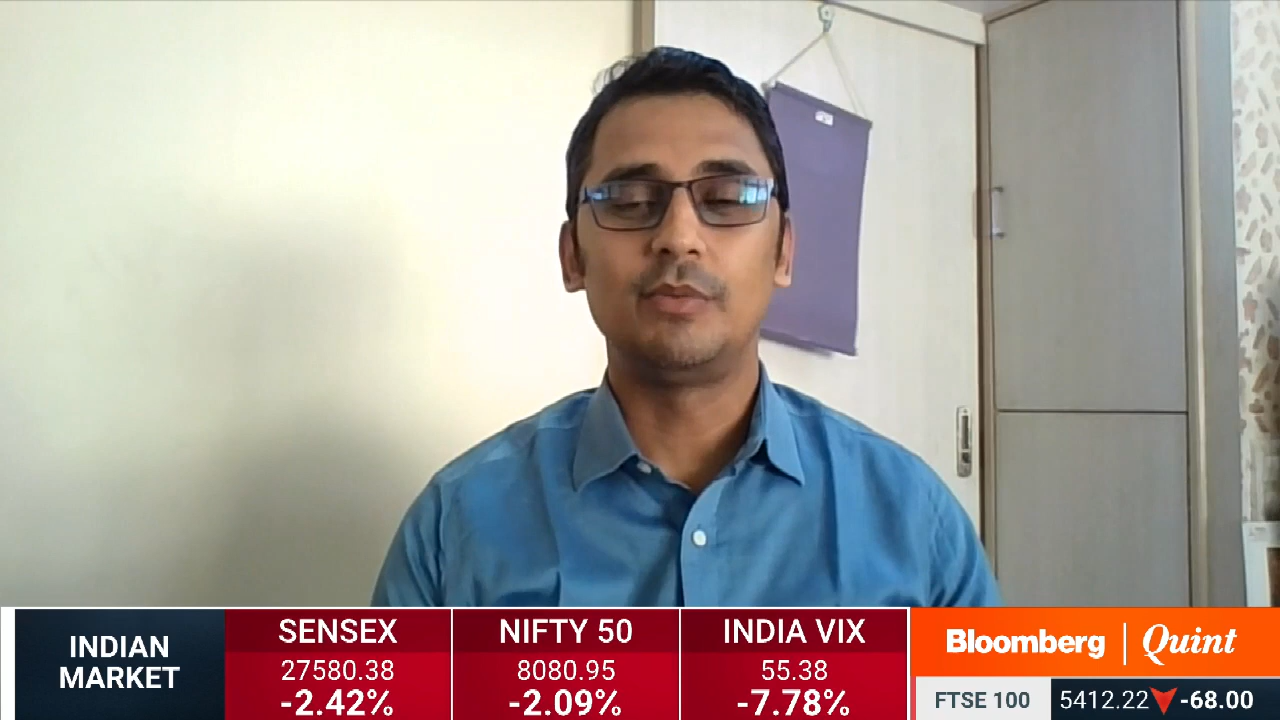 INDIAN
MARKET
SENSEX
27580.38
-2.42%
NIFTY 50
8080.95
-2.09%
INDIA VIX
55.38
-7.78%
Bloomberg | Quint
FTSE 100
5412.22 -68.00